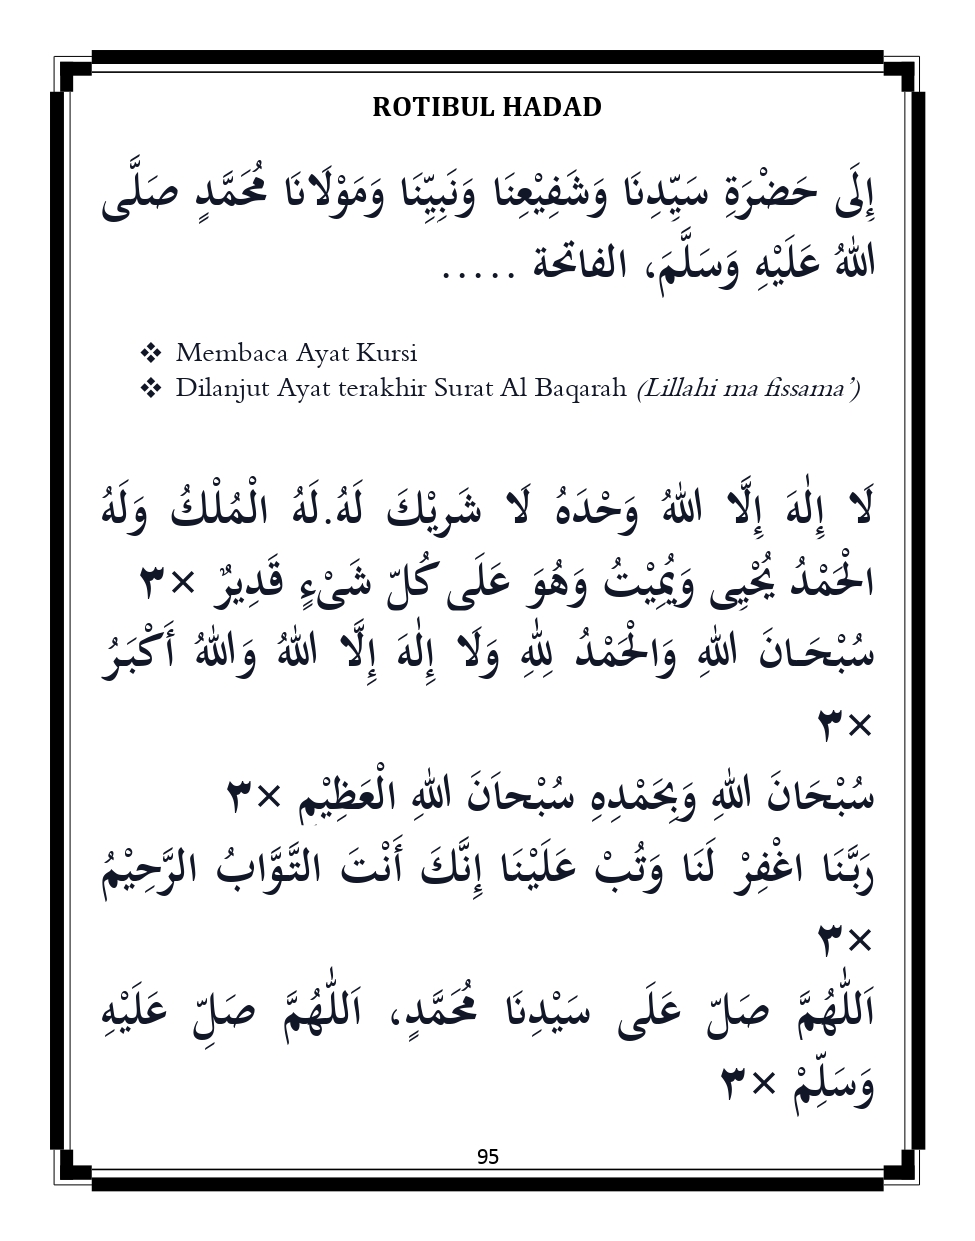 ROTIBUL HADAD
إِلَى حَضْرَةِ سَيِّدِنَا وَشَفِيْعِنَا وَنَبِيِّنَا وَمَوْلَانَا مُحَمَّدٍ صَلَّى
اللهُ عَلَيْهِ وَسَلَّمَ، الفاتحة .....
❖ Membaca Ayat Kursi
❖ Dilanjut Ayat terakhir Surat Al Baqarah (Lillahi ma fissama’)
لَا إِلٰهَ إِلَّا اللهُ وَحْدَهُ لَا شَرِيْكَ لَهُ.لَهُ الْمُلْكُ وَلَهُ
الْحَمْدُ يُحْيِى وَيُمِيْتُ وَهُوَ عَلَى كُلِّ شَىْءٍ قَدِيرٌ ×٣
سُبْحَانَ اللهِ وَالْحَمْدُ لِلهِ وَلَا إِلٰهَ إِلَّا اللهُ وَاللهُ أَكْبَرُ
×٣
سُبْحَانَ اللهِ وَبِحَمْدِهِ سُبْحاَنَ اللهِ الْعَظِيْمِ ×٣
رَبَّنَا اغْفِرْ لَنَا وَتُبْ عَلَيْنَا إِنَّكَ أَنْتَ التَّوَّابُ الرَّحِيْمُ
×٣
اَللّٰهُمَّ صَلِّ عَلَى سَيْدِنَا مُحَمَّدٍ، اَللّٰهُمَّ صَلِّ عَلَيْهِ
وَسَلِّمْ ×٣
95